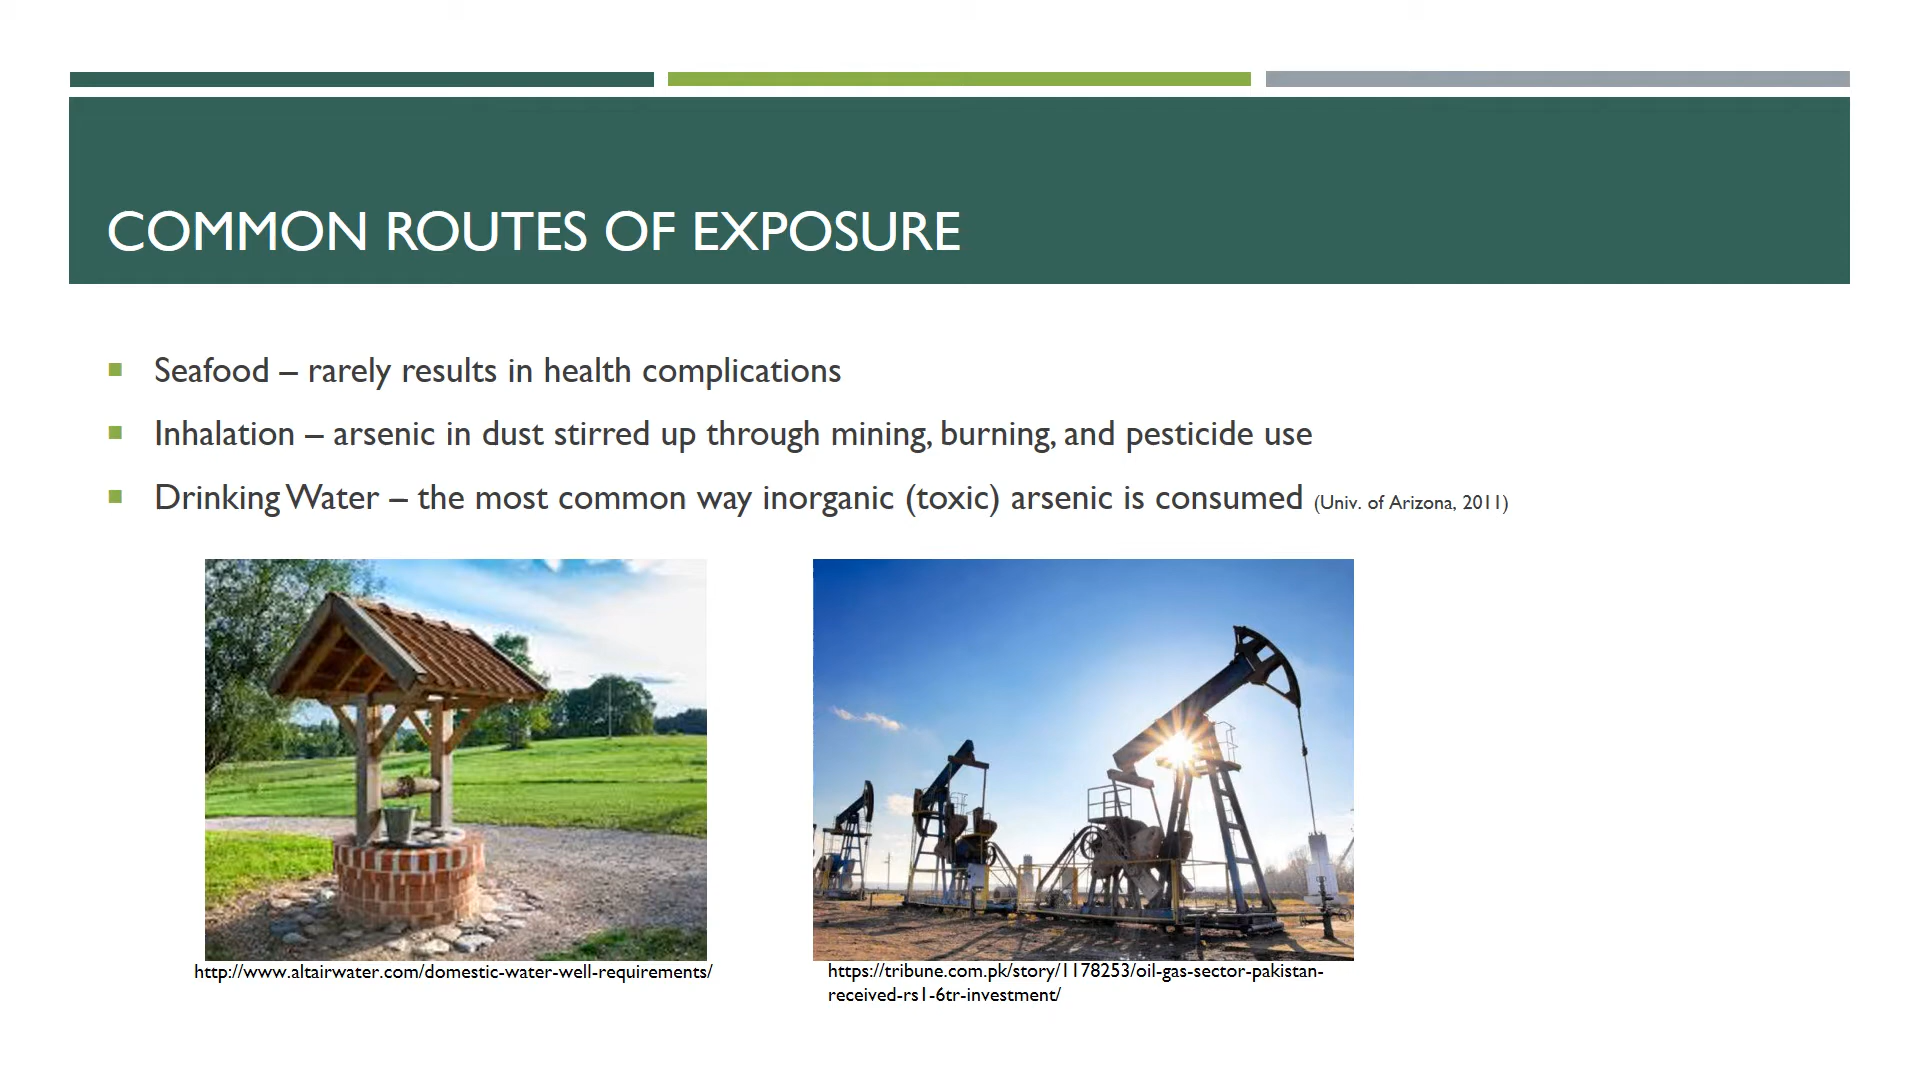 COMMON ROUTES OF EXPOSURE
Seafood – rarely results in health complications
Inhalation – arsenic in dust stirred up through mining, burning, and pesticide use
Drinking Water – the most common way inorganic (toxic) arsenic is consumed (Univ. of Arizona, 2011)
http://www.altairwater.com/domestic-water-well-requirements/
https://tribune.com.pk/story/1178253/oil-gas-sector-pakistan-
received-rs1-6tr-investment/